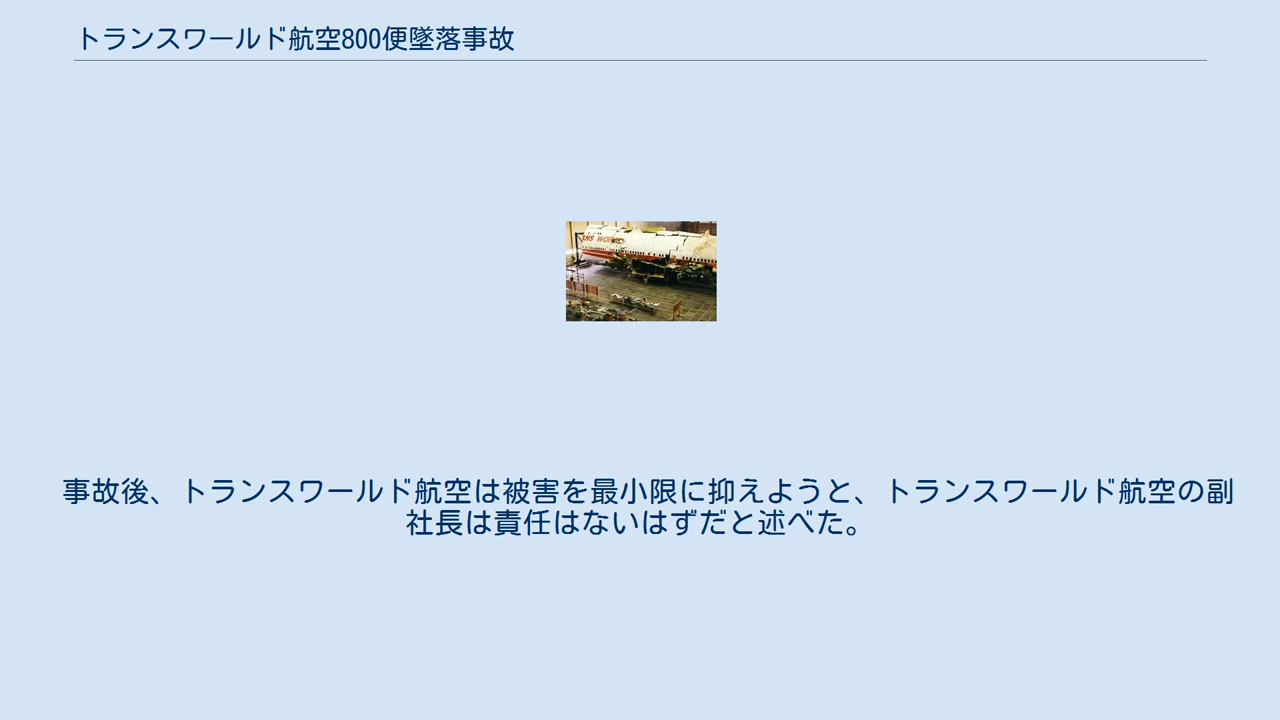 トランスワールド航空800便墜落事故
ANS WOR
事故後、トランスワールド航空は被害を最小限に抑えようと、トランスワールド航空の副
社長は責任はないはずだと述べた。